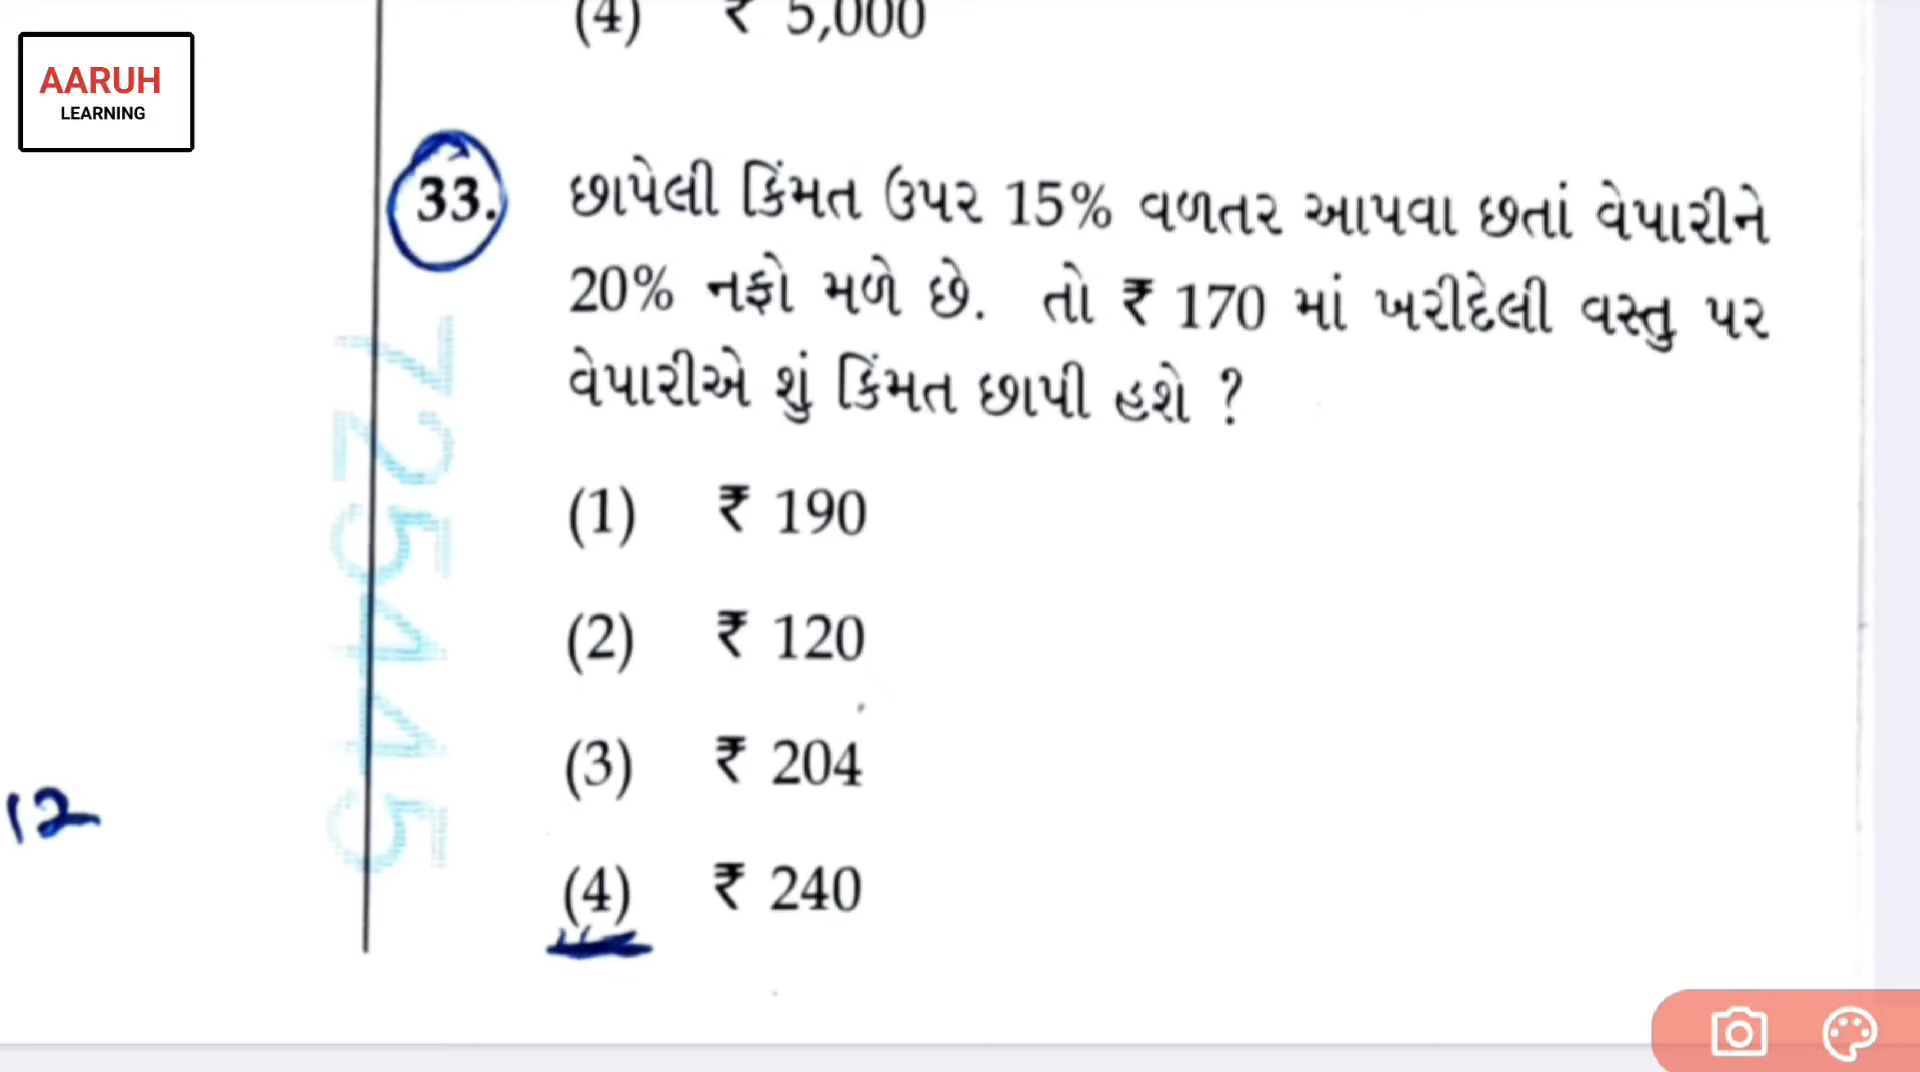 (4) ₹ 5,000
AARUH
LEARNING
33. છાપેલી કિંમત ઉપર 15% વળતર આપવા છતાં વેપારીને
20% નફો મળે છે. તો ₹ 170 માં ખરીદેલી વસ્તુ પર
વેપારીએ શું કિંમત છાપી હશે ?
(1) ₹ 190
(2) ₹ 120
(3) ₹ 204
(4) ₹ 240
725445
12